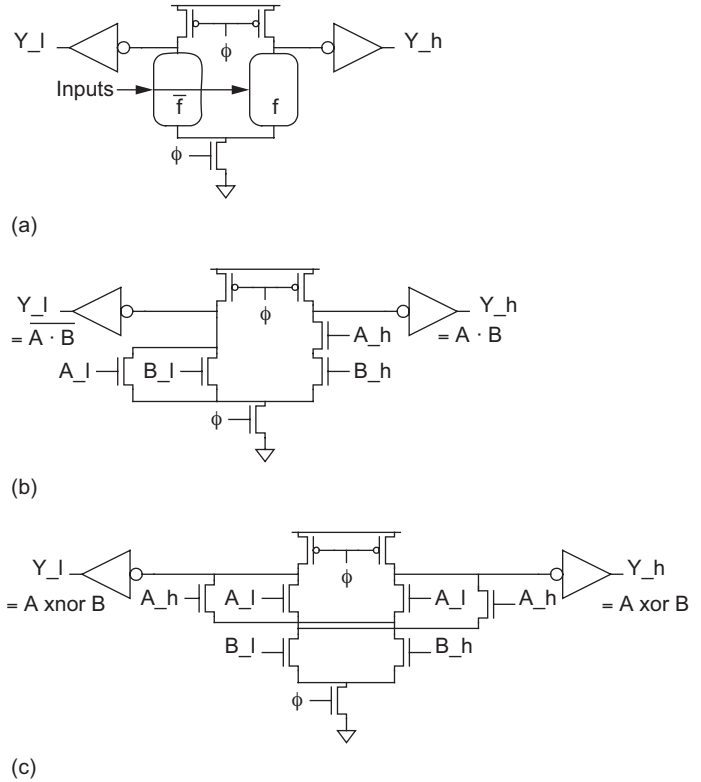 Y_l
Y_h
ϕ
Inputs
f̅
f
ϕ
(a)
Y_l
Y_h
ϕ
= A̅ ̅·̅ ̅B̅
A_h
= A · B
A_l
B_l
B_h
ϕ
(b)
Y_l
Y_h
ϕ
= A xnor B
A_h
A_l
A_l
A_h
= A xor B
B_l
B_h
ϕ
(c)